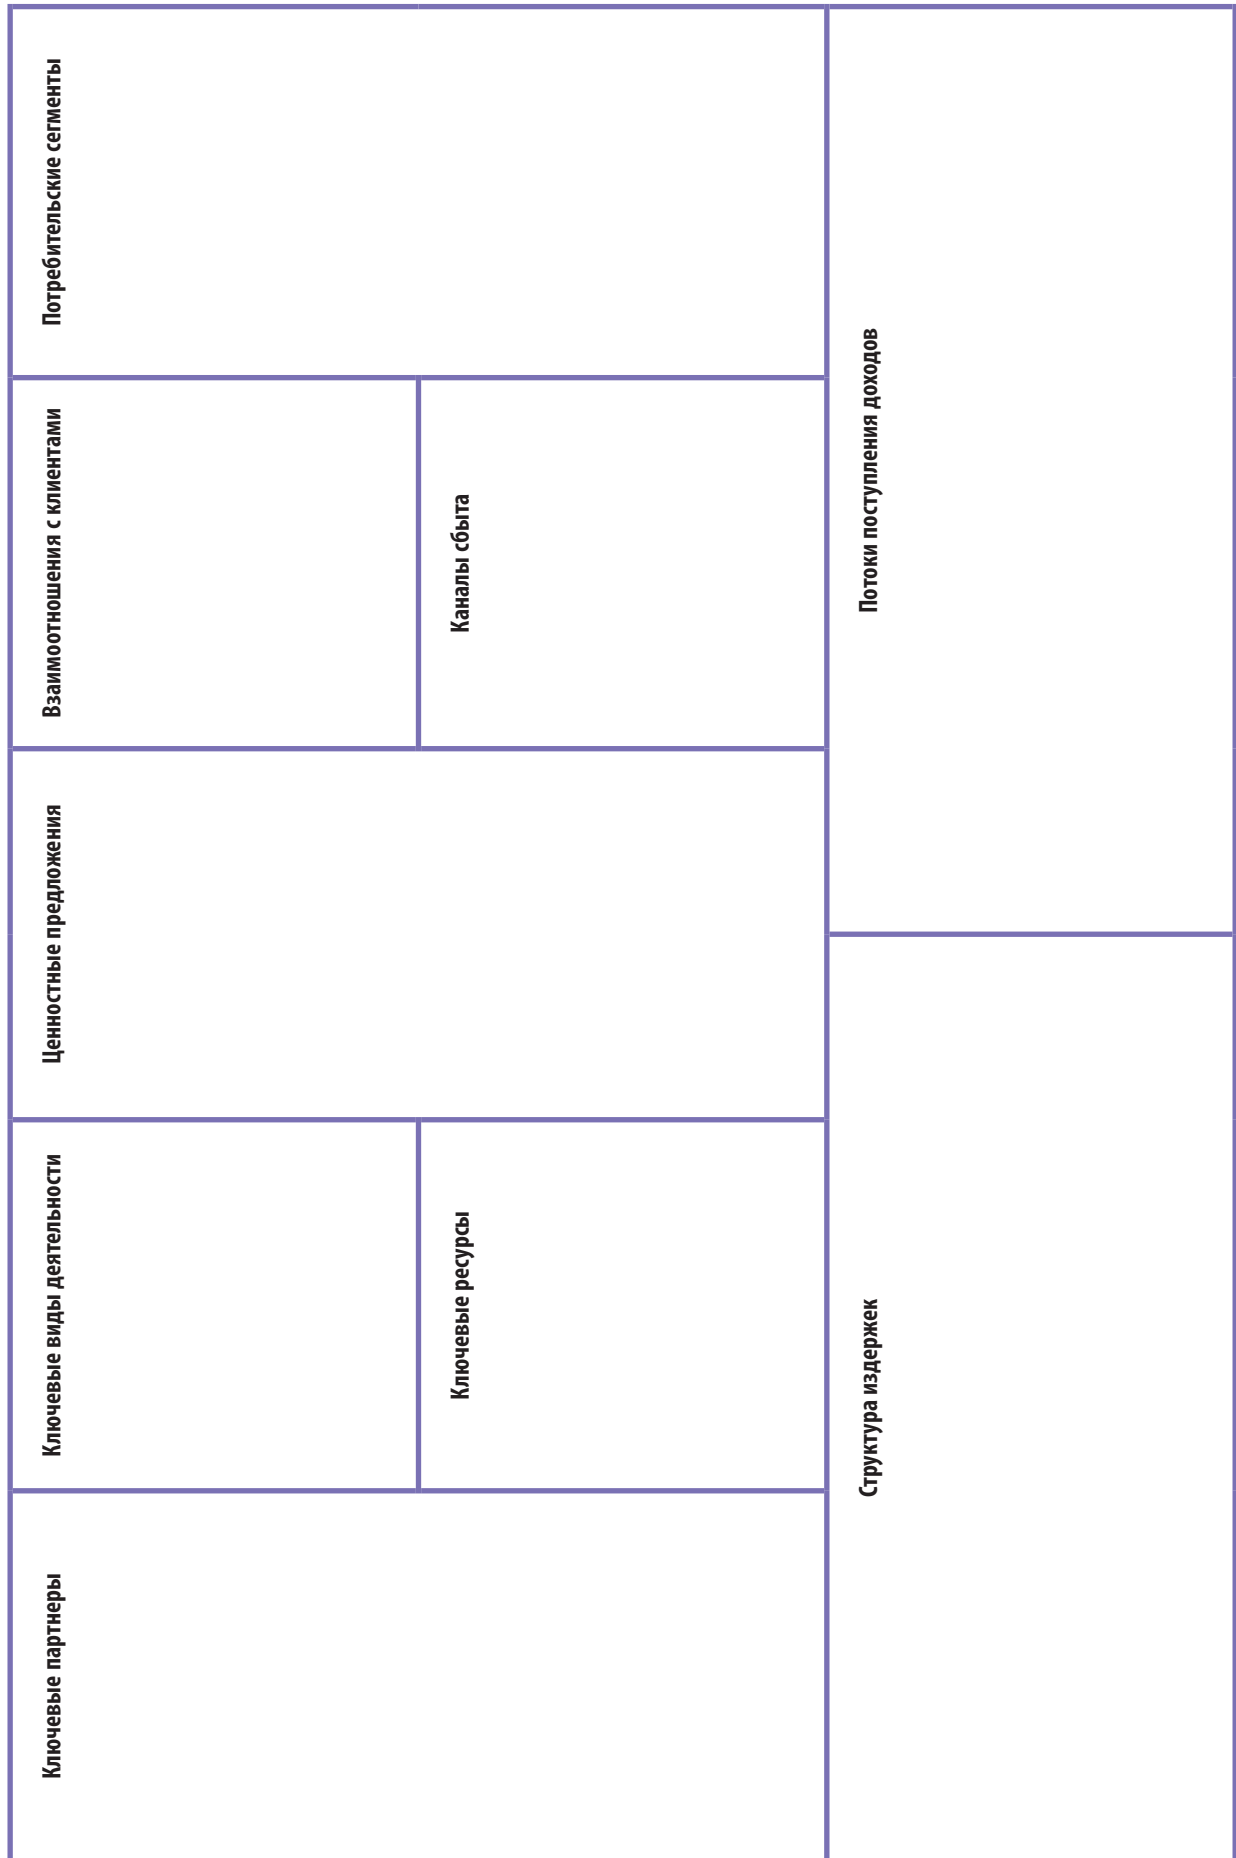 Ключевые партнеры
Ключевые виды деятельности
Ключевые ресурсы
Ценностные предложения
Взаимоотношения с клиентами
Каналы сбыта
Потребительские сегменты
Структура издержек
Потоки поступления доходов